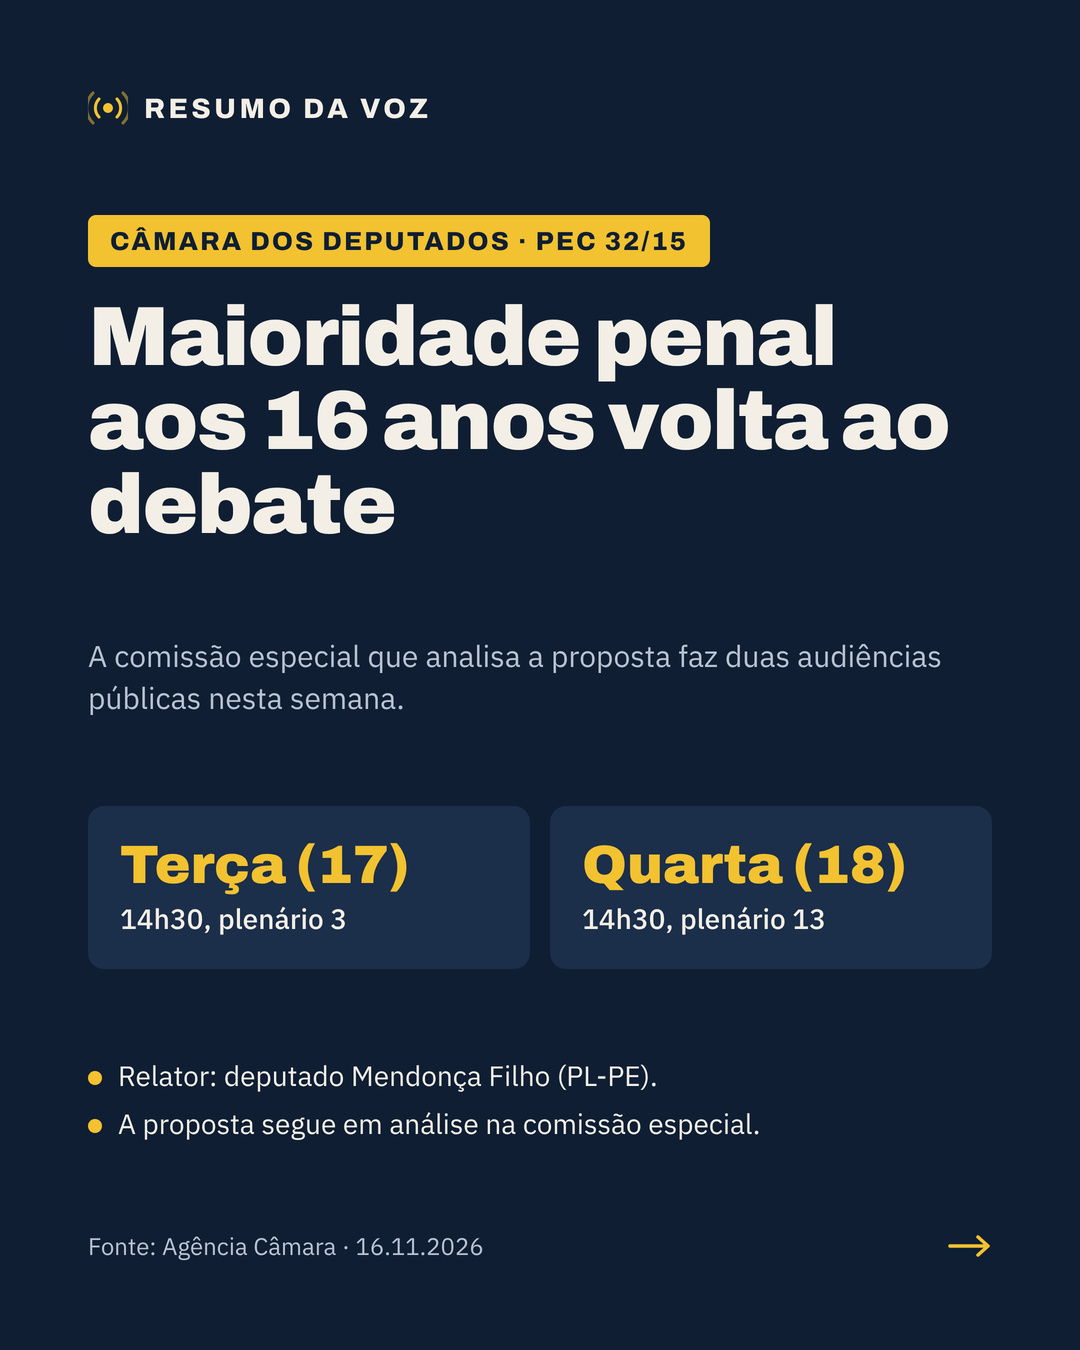 RESUMO DA VOZ
CÂMARA DOS DEPUTADOS · PEC 32/15
Maioridade penal
aos 16 anos volta ao
debate
A comissão especial que analisa a proposta faz duas audiências
públicas nesta semana.
Terça (17)
14h30, plenário 3
Quarta (18)
14h30, plenário 13
Relator: deputado Mendonça Filho (PL-PE).
A proposta segue em análise na comissão especial.
Fonte: Agência Câmara · 16.11.2026